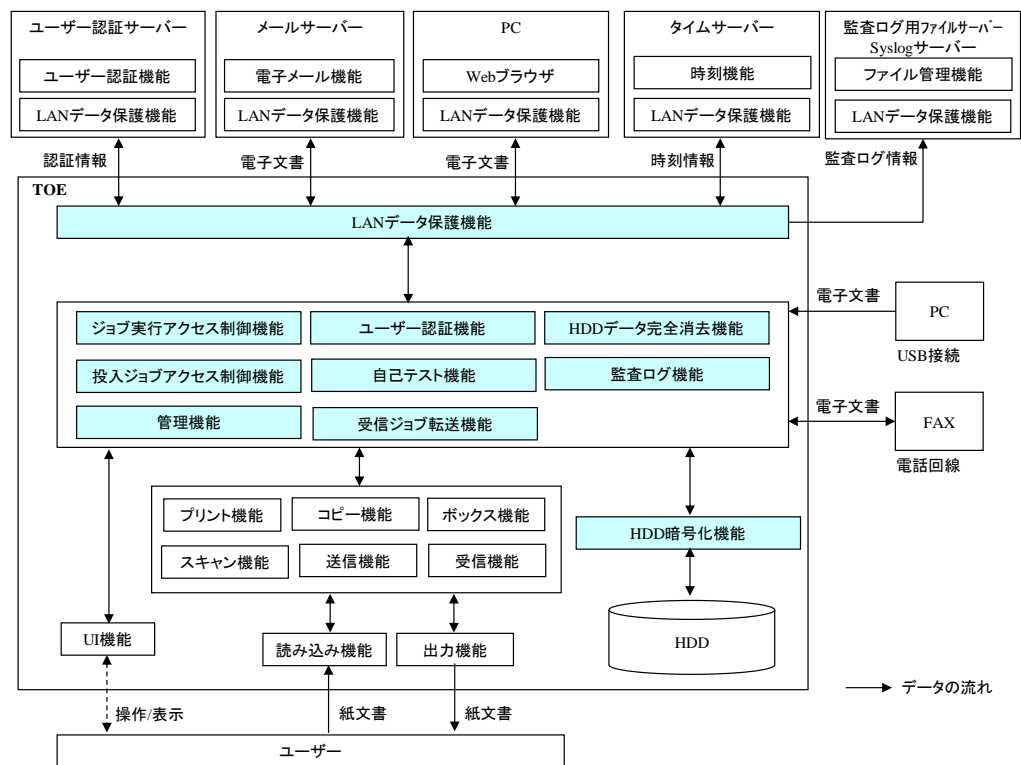 ユーザー認証サーバー
ユーザー認証機能
LANデータ保護機能
メールサーバー
電子メール機能
LANデータ保護機能
PC
Webブラウザ
LANデータ保護機能
タイムサーバー
時刻機能
LANデータ保護機能
監査ログ用ファイルサーバー
Syslogサーバー
ファイル管理機能
LANデータ保護機能
認証情報
電子文書
電子文書
時刻情報
監査ログ情報
TOE
LANデータ保護機能
ジョブ実行アクセス制御機能
ユーザー認証機能
HDDデータ完全消去機能
投入ジョブアクセス制御機能
自己テスト機能
監査ログ機能
管理機能
受信ジョブ転送機能
電子文書
PC
USB接続
電子文書
FAX
電話回線
プリント機能
コピー機能
ボックス機能
スキャン機能
送信機能
受信機能
HDD暗号化機能
HDD
UI機能
読み込み機能
出力機能
データの流れ
操作/表示
紙文書
紙文書
ユーザー